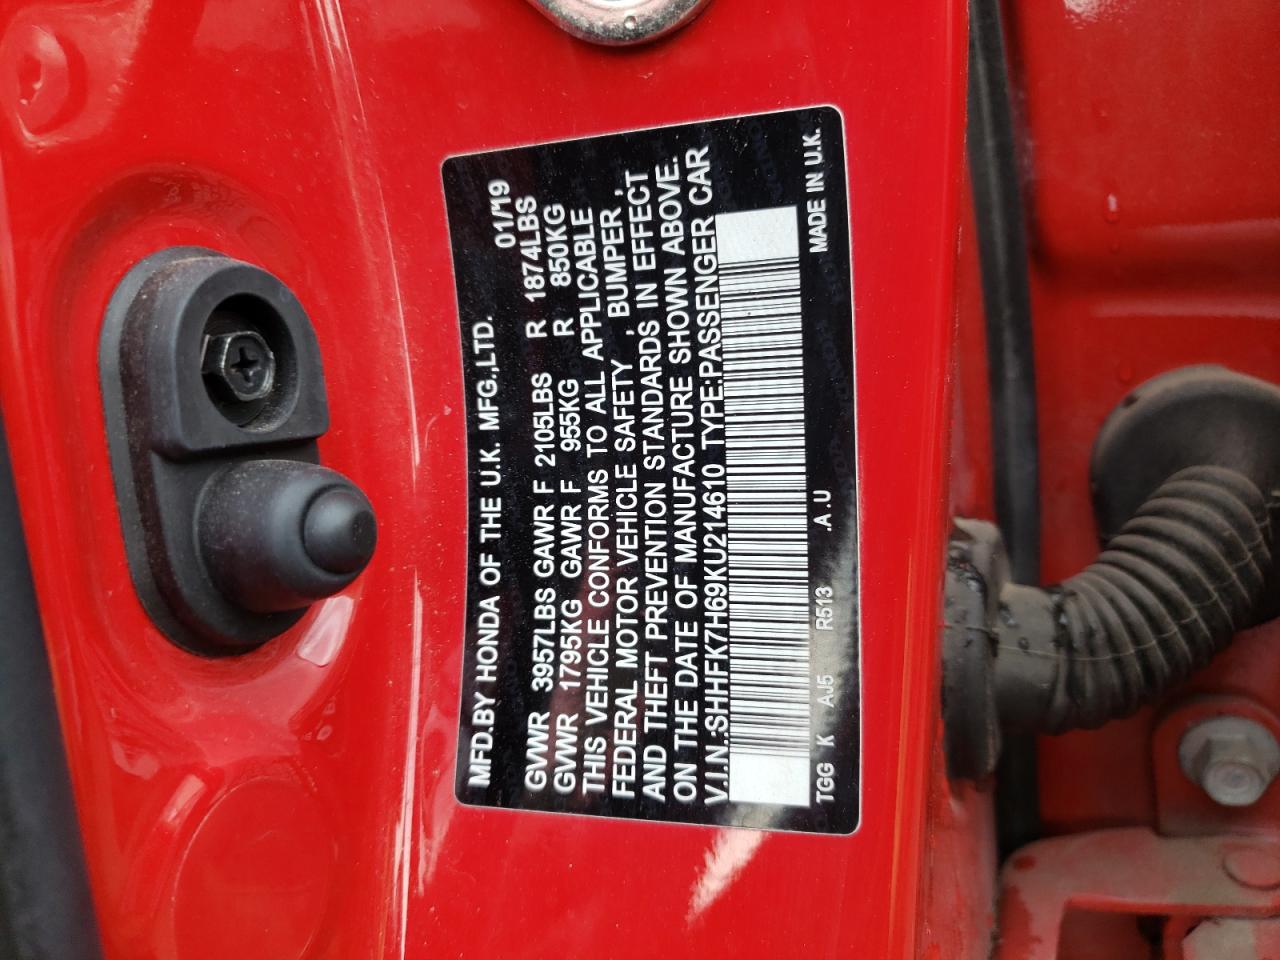 MFD.BY HONDA OF THE U.K. MFG.,LTD. 01/19
GVWR 3957LBS GAWR F 2105LBS R 1874LBS
GVWR 1795KG GAWR F 955KG R 850KG
THIS VEHICLE CONFORMS TO ALL APPLICABLE
FEDERAL MOTOR VEHICLE SAFETY , BUMPER ,
AND THEFT PREVENTION STANDARDS IN EFFECT
ON THE DATE OF MANUFACTURE SHOWN ABOVE.
V.I.N.:SHHFK7H69KU214610 TYPE:PASSENGER CAR
TGG K AJ5 R513 .A.U MADE IN U.K.